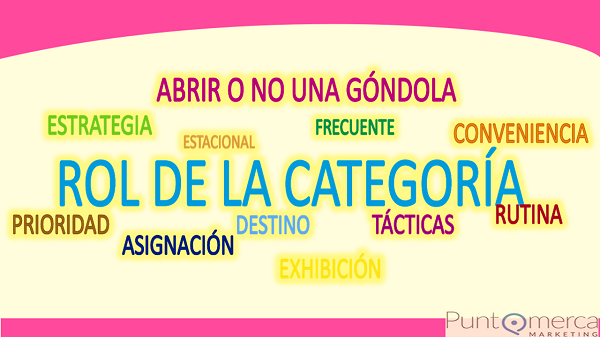 ABRIR O NO UNA GÓNDOLA
ESTRATEGIA
ESTACIONAL
FRECUENTE
CONVENIENCIA
ROL DE LA CATEGORÍA
PRIORIDAD
ASIGNACIÓN
DESTINO
TÁCTICAS
RUTINA
EXHIBICIÓN
Puntomerca
MARKETING